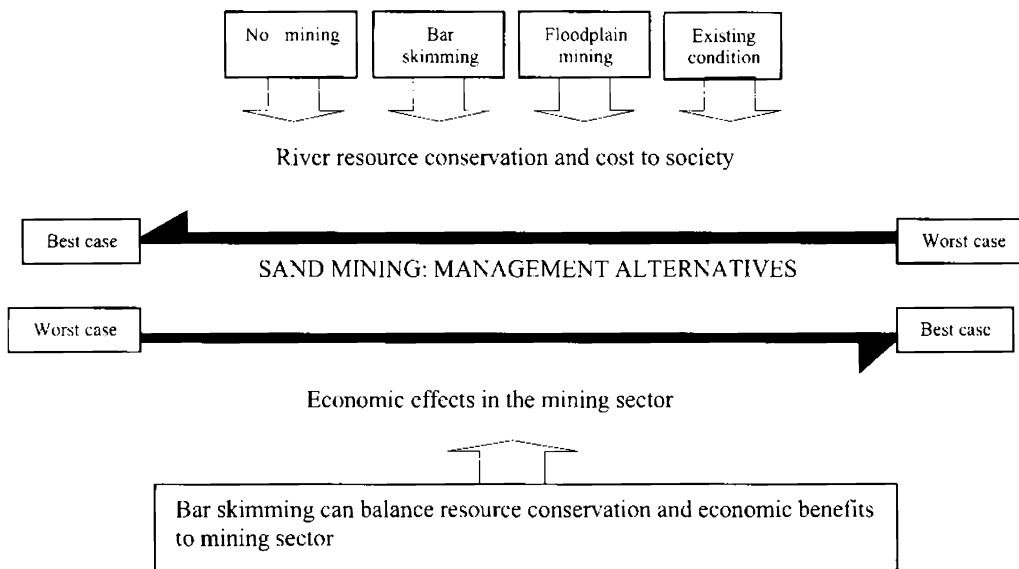 No mining
Bar
skimming
Floodplain
mining
Existing
condition
River resource conservation and cost to society
Best case
Worst case
SAND MINING: MANAGEMENT ALTERNATIVES
Worst case
Best case
Economic effects in the mining sector
Bar skimming can balance resource conservation and economic benefits
to mining sector